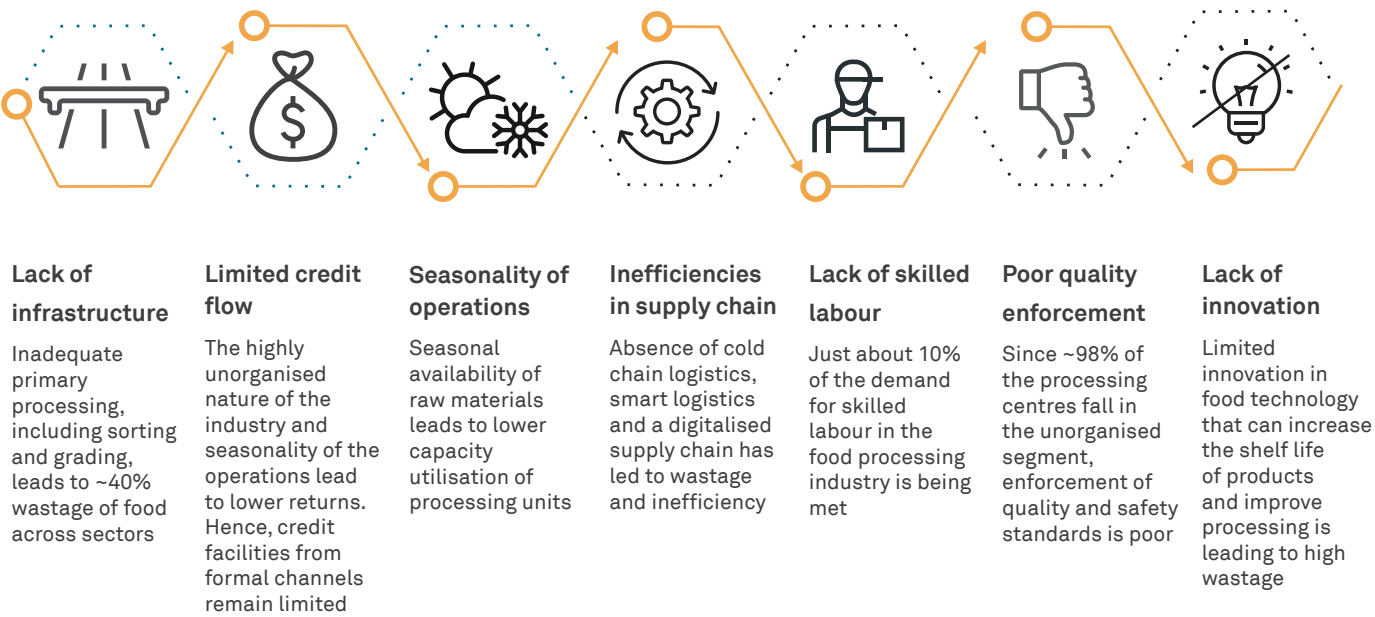 Lack of
infrastructure
Inadequate
primary
processing,
including sorting
and grading,
leads to ~40%
wastage of food
across sectors
Limited credit
flow
The highly
unorganised
nature of the
industry and
seasonality of the
operations lead
to lower returns.
Hence, credit
facilities from
formal channels
remain limited
Seasonality of
operations
Seasonal
availability of
raw materials
leads to lower
capacity
utilisation of
processing units
Inefficiencies
in supply chain
Absence of cold
chain logistics,
smart logistics
and a digitalised
supply chain has
led to wastage
and inefficiency
Lack of skilled
labour
Just about 10%
of the demand
for skilled
labour in the
food processing
industry is being
met
Poor quality
enforcement
Since ~98% of
the processing
centres fall in
the unorganised
segment,
enforcement of
quality and safety
standards is poor
Lack of
innovation
Limited
innovation in
food technology
that can increase
the shelf life
of products
and improve
processing is
leading to high
wastage